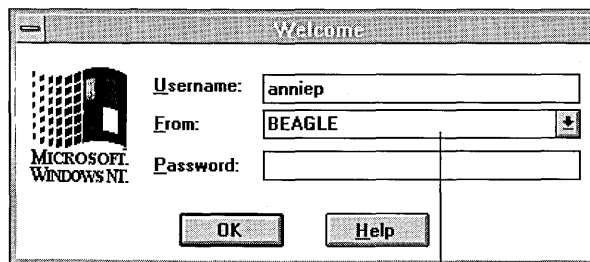 Welcome
Username: anniep
From: BEAGLE
MICROSOFT.
WINDOWS NT.
Password:
OK Help